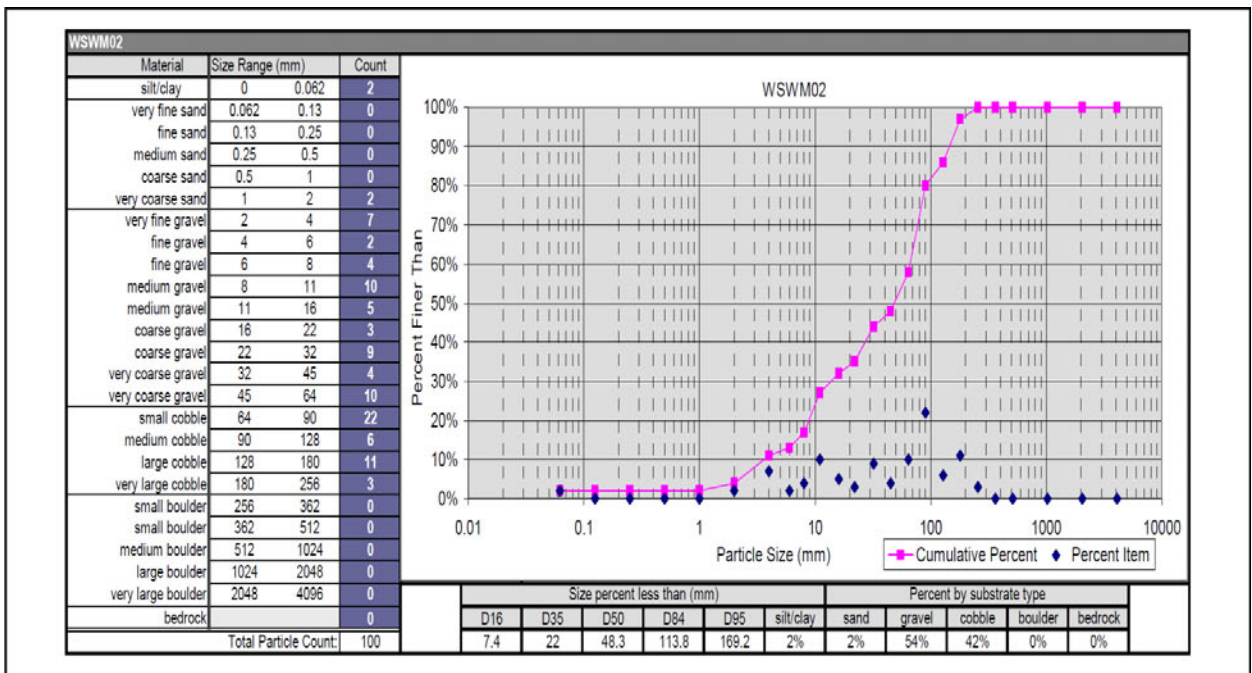 WSWM02
Material Size Range (mm) Count
silt/clay 0 0.062 2
very fine sand 0.062 0.13 0
fine sand 0.13 0.25 0
medium sand 0.25 0.5 0
coarse sand 0.5 1 0
very coarse sand 1 2 2
very fine gravel 2 4 7
fine gravel 4 6 2
fine gravel 6 8 4
medium gravel 8 11 10
medium gravel 11 16 5
coarse gravel 16 22 3
coarse gravel 22 32 9
very coarse gravel 32 45 4
very coarse gravel 45 64 10
small cobble 64 90 22
medium cobble 90 128 6
large cobble 128 180 11
very large cobble 180 256 3
small boulder 256 362 0
small boulder 362 512 0
medium boulder 512 1024 0
large boulder 1024 2048 0
very large boulder 2048 4096 0
bedrock 0
Total Particle Count: 100
WSWM02
Percent Finer Than
100%
90%
80%
70%
60%
50%
40%
30%
20%
10%
0%
0.01 0.1 1 10 100 1000 10000
Particle Size (mm)
Cumulative Percent Percent Item
Size percent less than (mm) Percent by substrate type
D16 D35 D50 D84 D95 silt/clay sand gravel cobble boulder bedrock
7.4 22 48.3 113.8 169.2 2% 2% 54% 42% 0% 0%